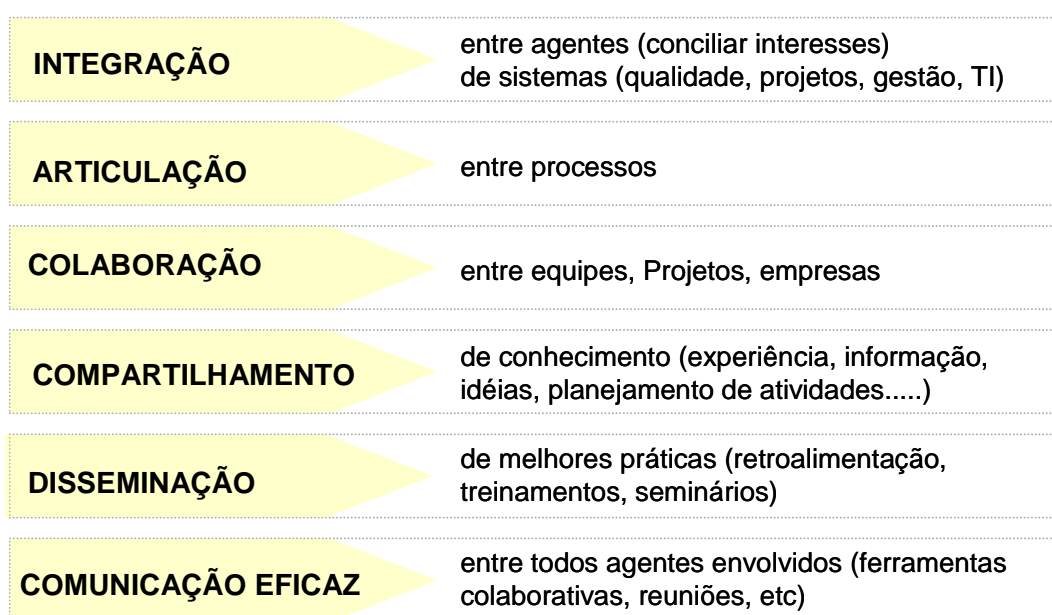 INTEGRAÇÃO
entre agentes (conciliar interesses)
de sistemas (qualidade, projetos, gestão, TI)
ARTICULAÇÃO
entre processos
COLABORAÇÃO
entre equipes, Projetos, empresas
COMPARTILHAMENTO
de conhecimento (experiência, informação,
idéias, planejamento de atividades.....)
DISSEMINAÇÃO
de melhores práticas (retroalimentação,
treinamentos, seminários)
COMUNICAÇÃO EFICAZ
entre todos agentes envolvidos (ferramentas
colaborativas, reuniões, etc)